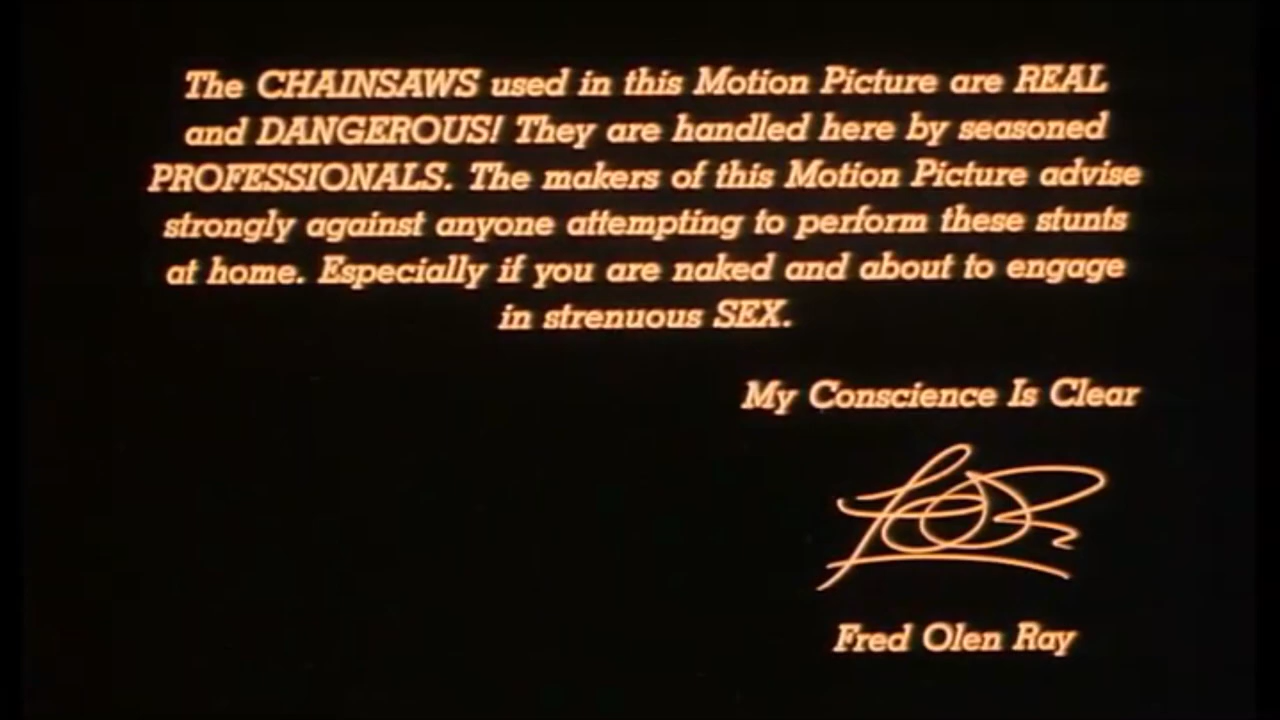 The CHAINSAWS used in this Motion Picture are REAL
and DANGEROUS! They are handled here by seasoned
PROFESSIONALS. The makers of this Motion Picture advise
strongly against anyone attempting to perform these stunts
at home. Especially if you are naked and about to engage
in strenuous SEX.
My Conscience Is Clear
Fred Olen Ray